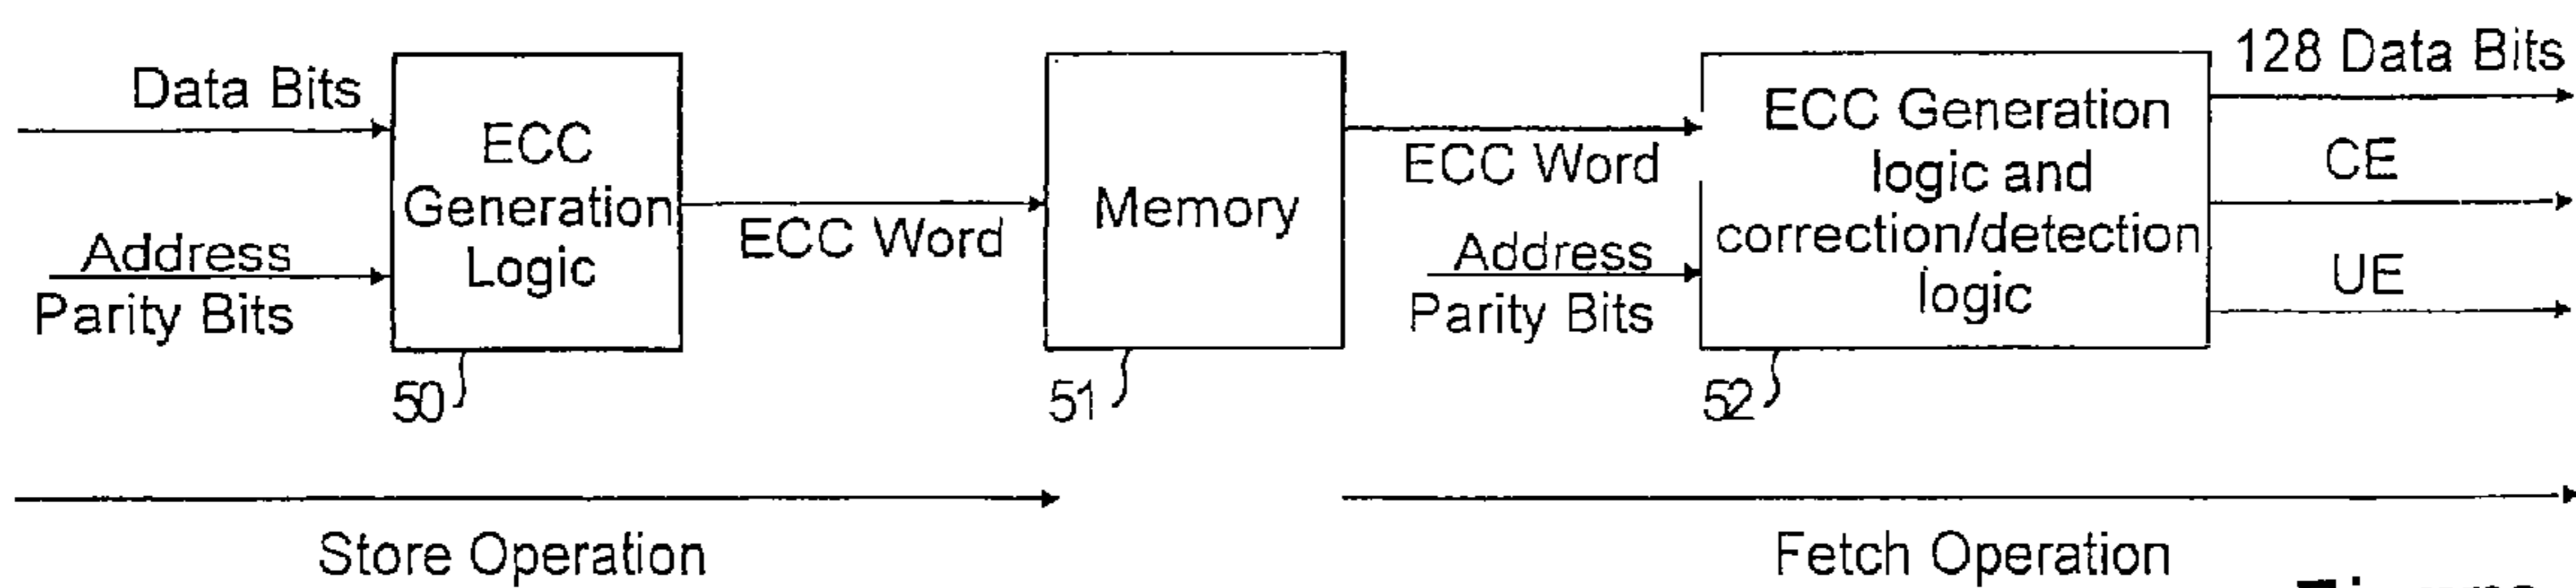 Data Bits
Address
Parity Bits
ECC
Generation
Logic
50
ECC Word
Memory
51
ECC Word
Address
Parity Bits
ECC Generation
logic and
correction/detection
logic
52
128 Data Bits
CE
UE
Store Operation
Fetch Operation